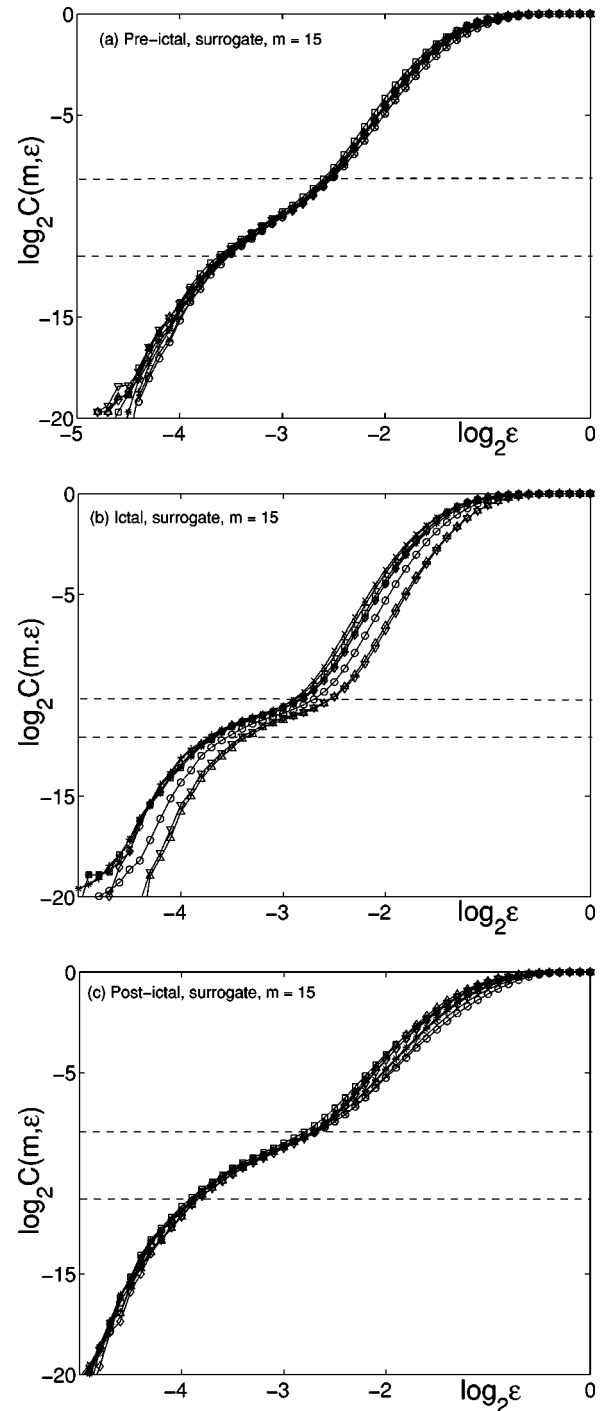 0
(a) Pre-ictal, surrogate, m = 15
-5
log₂C(m,ε)
-15
-20
-5 -4 -3 -2 log₂ε 0
0
(b) Ictal, surrogate, m = 15
-5
log₂C(m.ε)
-15
-20
-4 -3 -2 log₂ε 0
0
(c) Post-ictal, surrogate, m = 15
-5
log₂C(m,ε)
-15
-20
-4 -3 -2 log₂ε 0